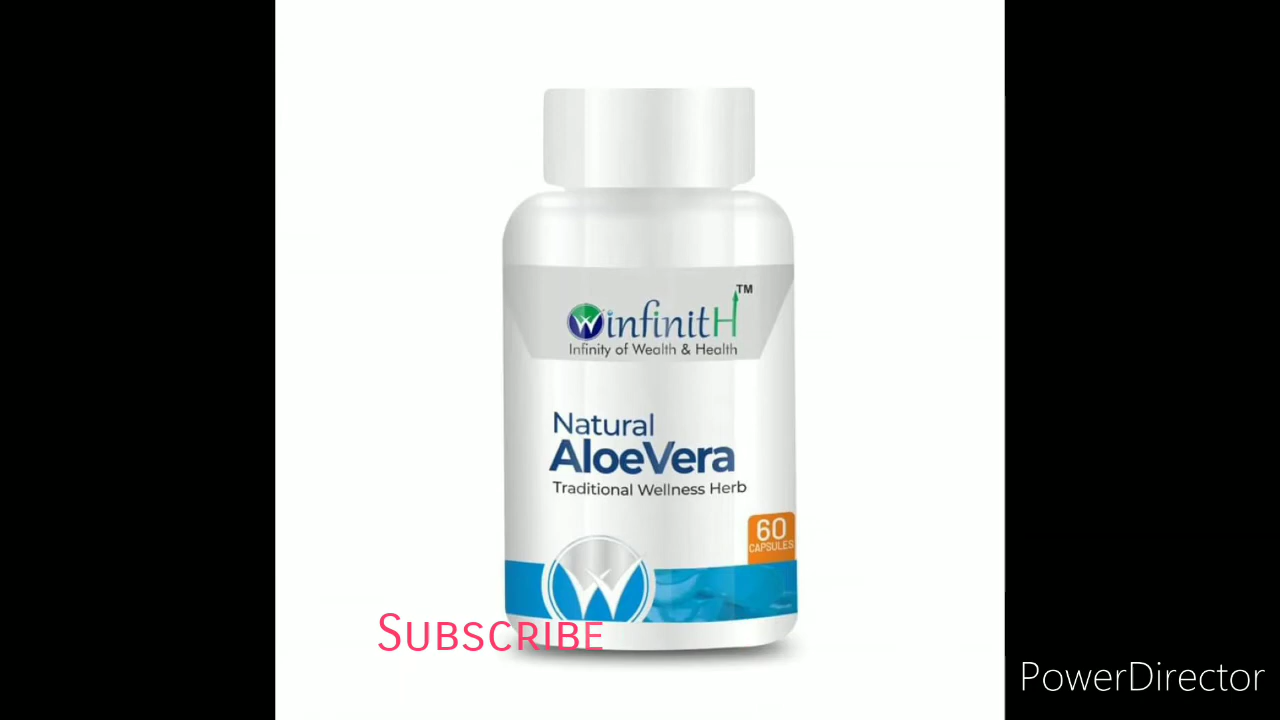 WinfinitH™
Infinity of Wealth & Health
Natural
AloeVera
Traditional Wellness Herb
60
CAPSULES
W
SUBSCRIBE
PowerDirector